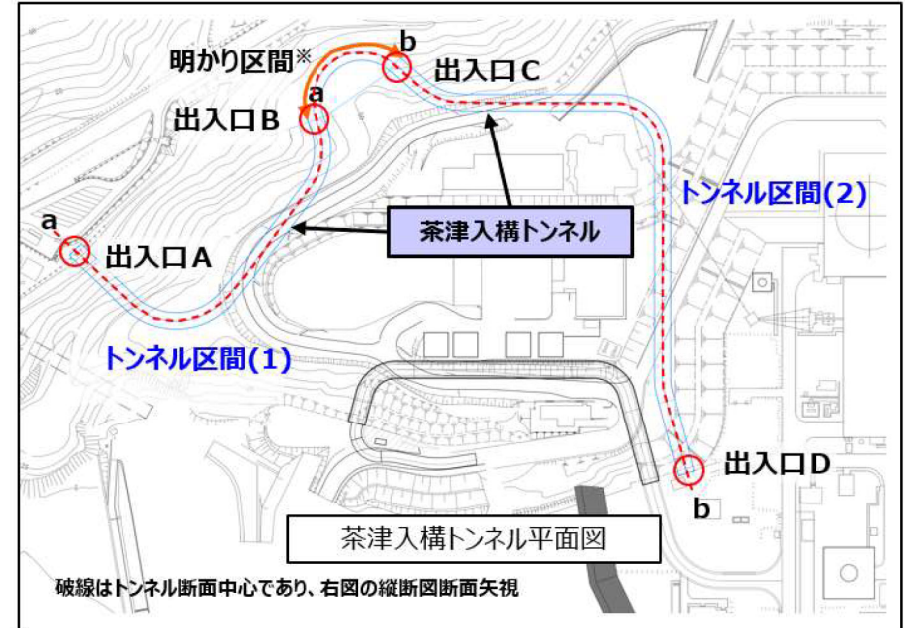 b
明かり区間※
出入口C
a
出入口B
トンネル区間(2)
a
茶津入構トンネル
出入口A
トンネル区間(1)
出入口D
b
茶津入構トンネル平面図
破線はトンネル断面中心であり、右図の縦断図断面矢視